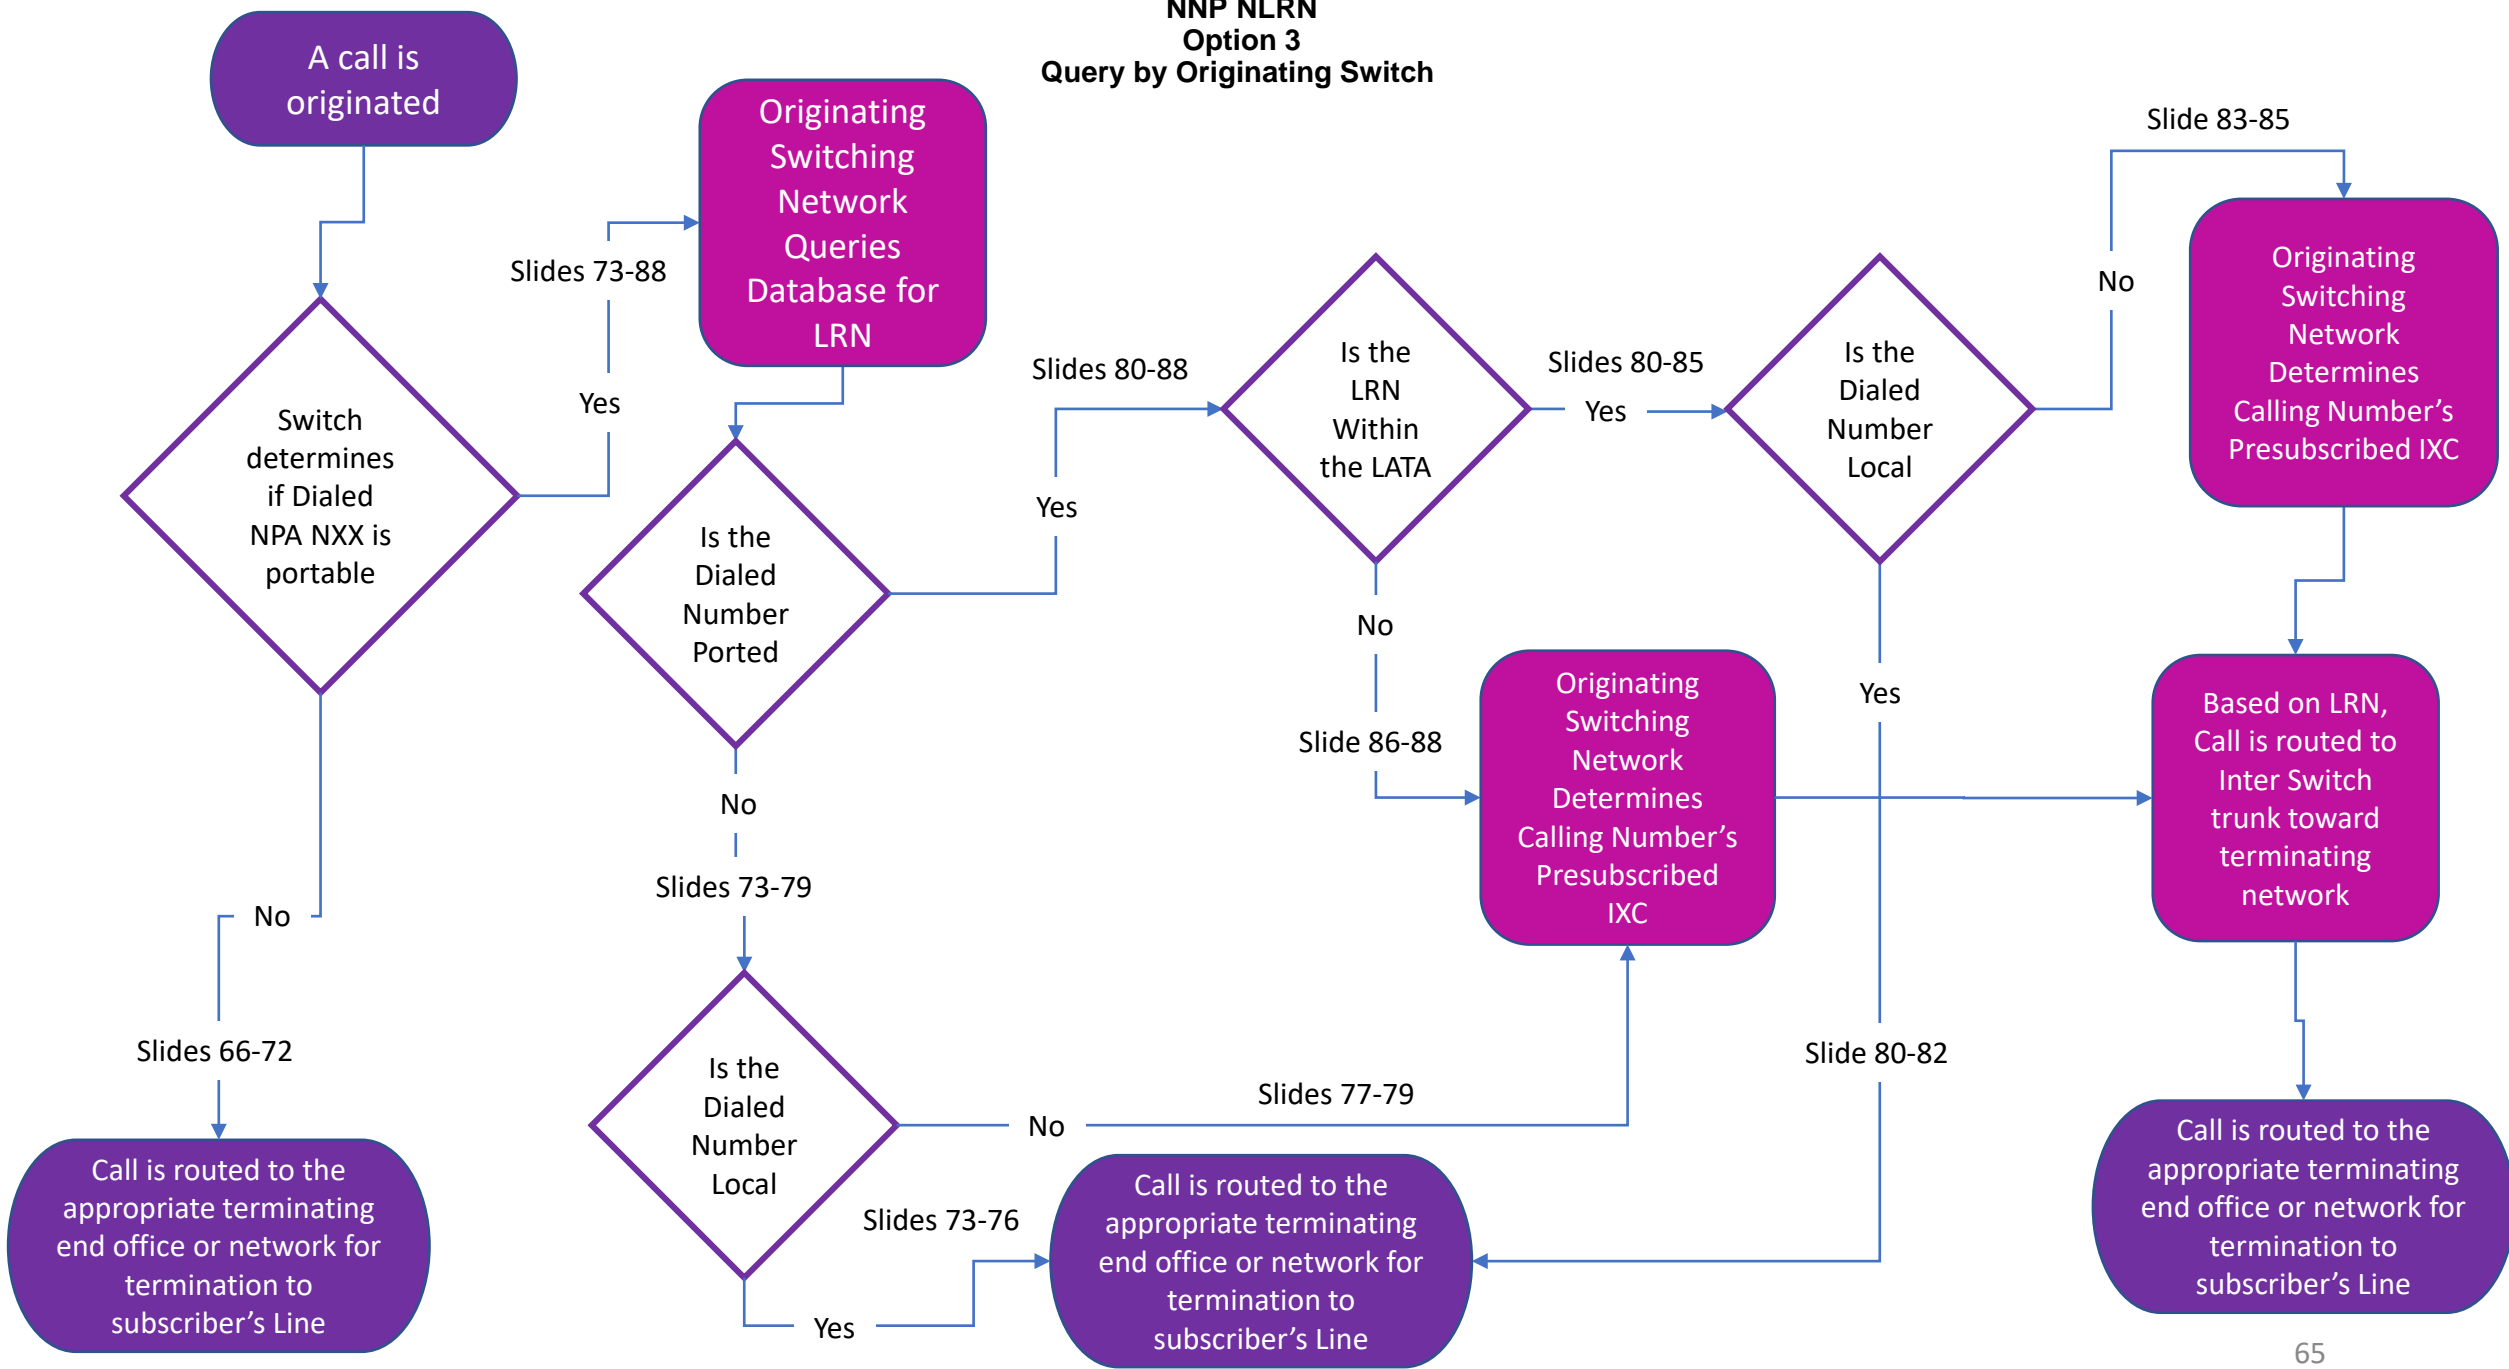 NNP NLRN
Option 3
Query by Originating Switch
A call is
originated
Switch
determines
if Dialed
NPA NXX is
portable
No
Slides 66-72
Call is routed to the
appropriate terminating
end office or network for
termination to
subscriber’s Line
Yes
Slides 73-88
Originating
Switching
Network
Queries
Database for
LRN
Is the
Dialed
Number
Ported
No
Slides 73-79
Is the
Dialed
Number
Local
No
Slides 77-79
Yes
Slides 73-76
Call is routed to the
appropriate terminating
end office or network for
termination to
subscriber’s Line
Yes
Slides 80-88
Is the
LRN
Within
the LATA
No
Slide 86-88
Originating
Switching
Network
Determines
Calling Number’s
Presubscribed
IXC
Slides 80-85
Yes
Is the
Dialed
Number
Local
Yes
Slide 80-82
No
Slide 83-85
Originating
Switching
Network
Determines
Calling Number’s
Presubscribed IXC
Based on LRN,
Call is routed to
Inter Switch
trunk toward
terminating
network
Call is routed to the
appropriate terminating
end office or network for
termination to
subscriber’s Line
65